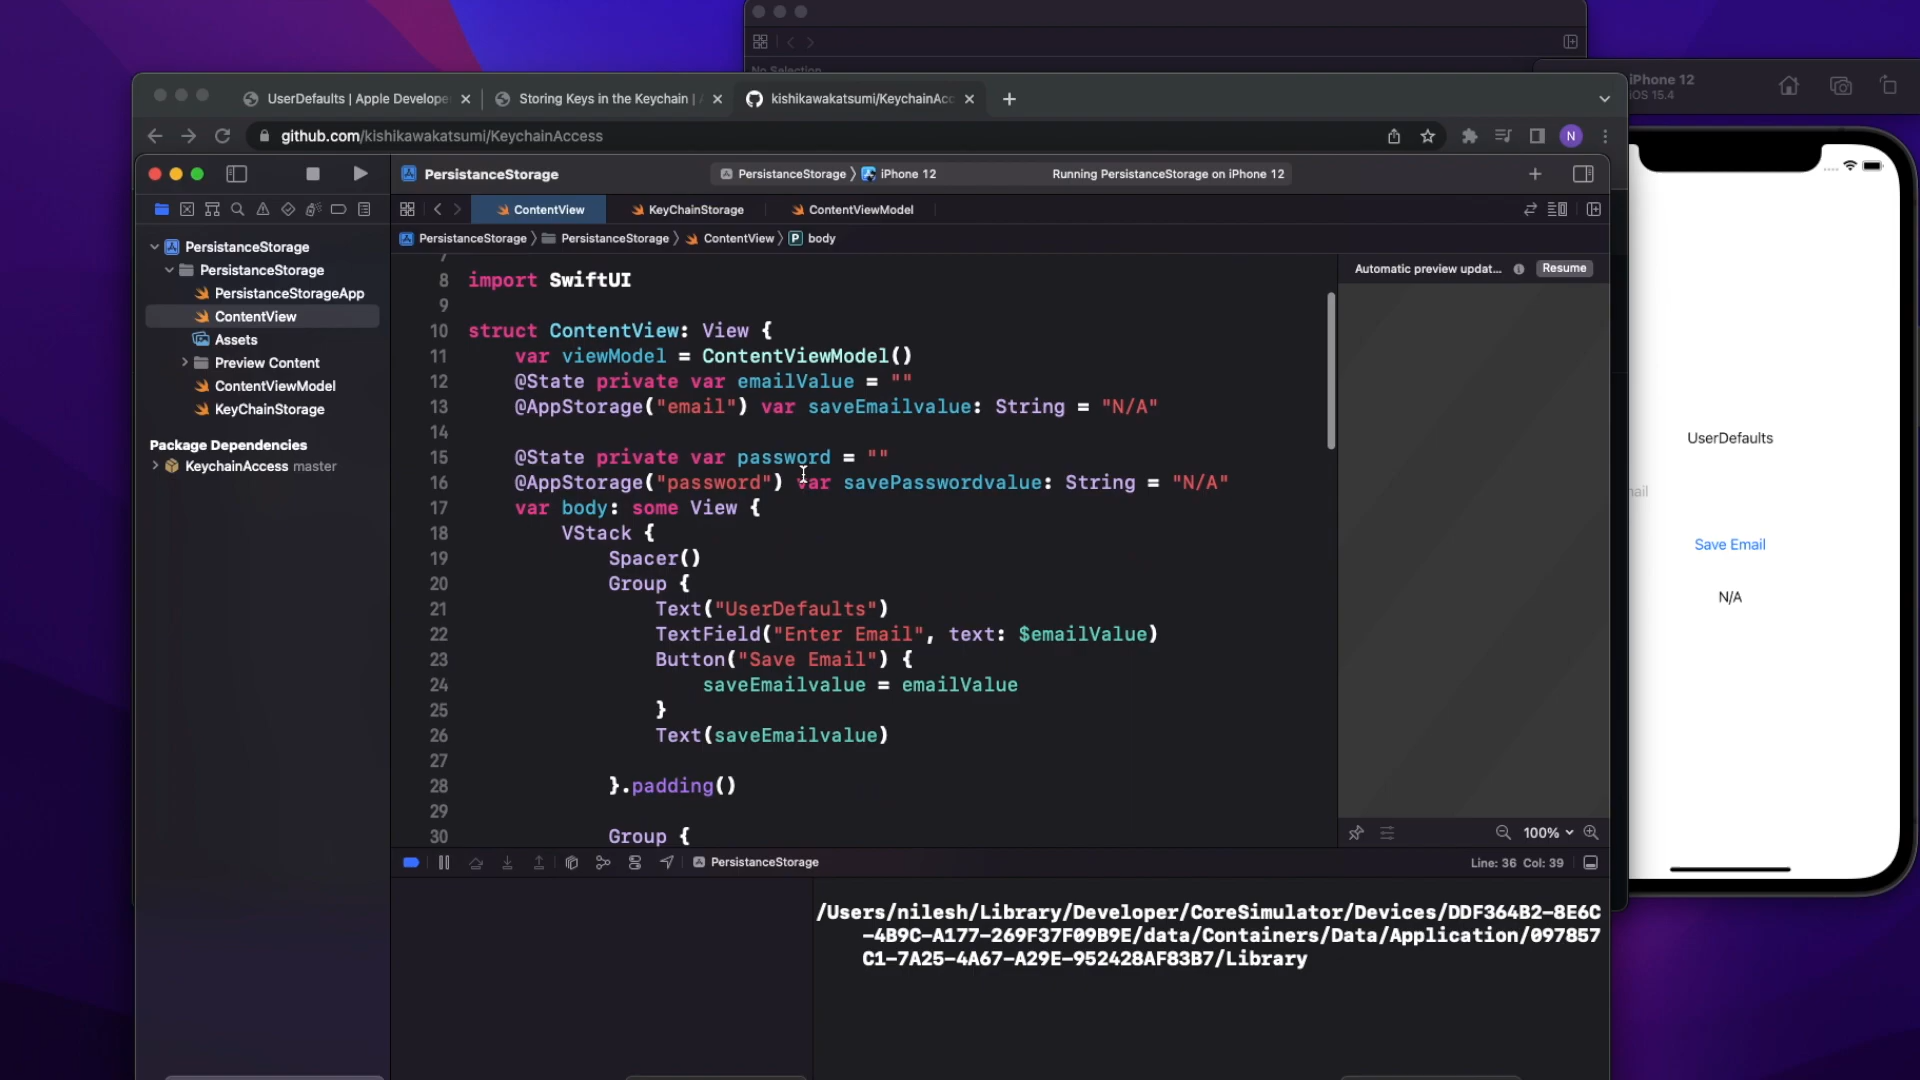 No Selection
UserDefaults | Apple Develope
Storing Keys in the Keychain |
kishikawakatsumi/KeychainAcc
iPhone 12
iOS 15.4
github.com/kishikawakatsumi/KeychainAccess
N
PersistanceStorage
PersistanceStorage
iPhone 12
Running PersistanceStorage on iPhone 12
ContentView
KeyChainStorage
ContentViewModel
PersistanceStorage
PersistanceStorage
ContentView
P
body
PersistanceStorage
PersistanceStorage
PersistanceStorageApp
ContentView
Assets
Preview Content
ContentViewModel
KeyChainStorage
Package Dependencies
KeychainAccess master
7
8 import SwiftUI
9
10 struct ContentView: View {
11 var viewModel = ContentViewModel()
12 @State private var emailValue = ""
13 @AppStorage("email") var saveEmailvalue: String = "N/A"
14
15 @State private var password = ""
16 @AppStorage("password") var savePasswordvalue: String = "N/A"
17 var body: some View {
18 VStack {
19 Spacer()
20 Group {
21 Text("UserDefaults")
22 TextField("Enter Email", text: $emailValue)
23 Button("Save Email") {
24 saveEmailvalue = emailValue
25 }
26 Text(saveEmailvalue)
27
28 }.padding()
29
30 Group {
Automatic preview updat...
Resume
100%
UserDefaults
mail
Save Email
N/A
PersistanceStorage
Line: 36 Col: 39
/Users/nilesh/Library/Developer/CoreSimulator/Devices/DDF364B2-8E6C
-4B9C-A177-269F37F09B9E/data/Containers/Data/Application/097857
C1-7A25-4A67-A29E-952428AF83B7/Library